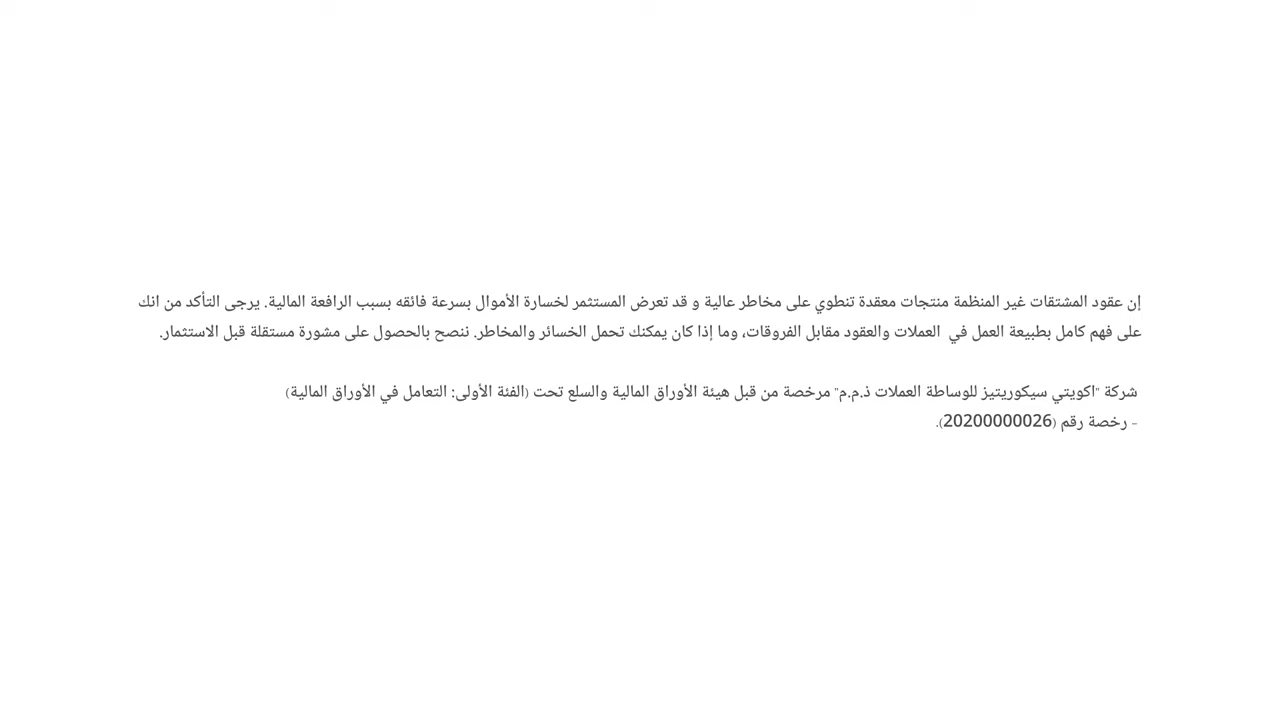 إن عقود المشتقات غير المنظمة منتجات معقدة تنطوي على مخاطر عالية و قد تعرض المستثمر لخسارة الأموال بسرعة فائقه بسبب الرافعة المالية. يرجى التأكد من انك
على فهم كامل بطبيعة العمل في  العملات والعقود مقابل الفروقات، وما إذا كان يمكنك تحمل الخسائر والمخاطر. ننصح بالحصول على مشورة مستقلة قبل الاستثمار.
شركة "اكويتي سيكوريتيز للوساطة العملات ذ.م.م" مرخصة من قبل هيئة الأوراق المالية والسلع تحت (الفئة الأولى: التعامل في الأوراق المالية)
- رخصة رقم (20200000026).